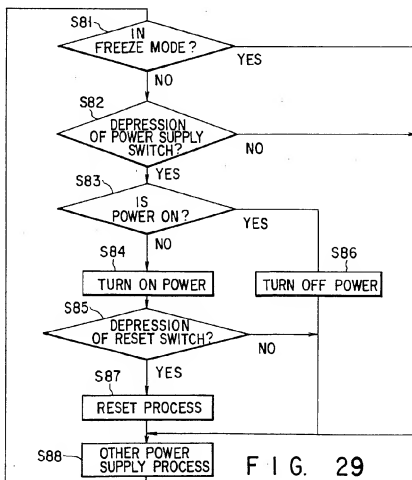 S81
IN
FREEZE MODE?
YES
NO
S82
DEPRESSION
OF POWER SUPPLY
SWITCH?
NO
YES
S83
IS
POWER ON?
YES
NO
S84
TURN ON POWER
S86
TURN OFF POWER
S85
DEPRESSION
OF RESET SWITCH?
NO
YES
S87
RESET PROCESS
S88
OTHER POWER
SUPPLY PROCESS
FIG. 29